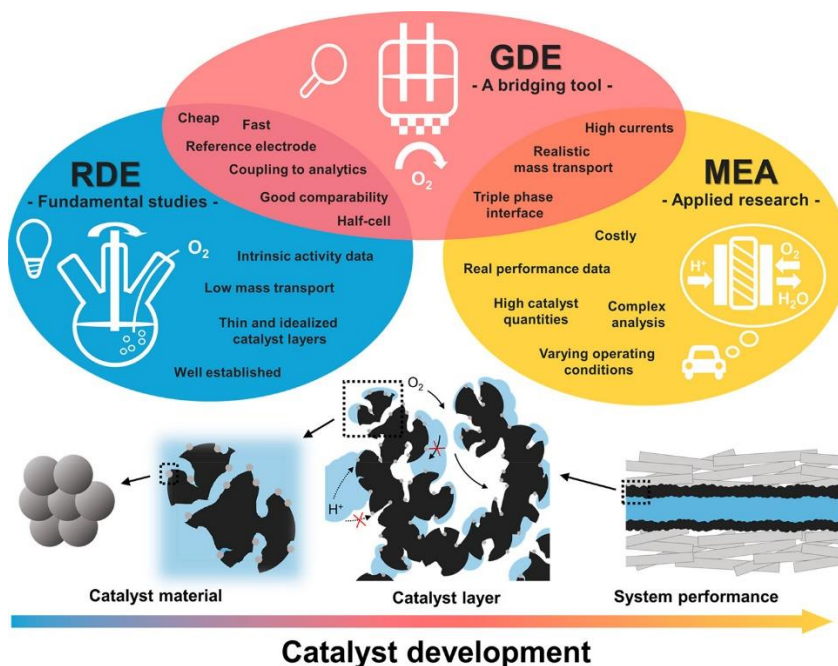 GDE
- A bridging tool -
O₂
Cheap
Fast
Reference electrode
Coupling to analytics
Good comparability
Half-cell
High currents
Realistic
mass transport
Triple phase
interface
RDE
- Fundamental studies -
O₂
Intrinsic activity data
Low mass transport
Thin and idealized
catalyst layers
Well established
MEA
- Applied research -
Costly
Real performance data
High catalyst
quantities
Complex
analysis
Varying operating
conditions
H⁺
O₂
H₂O
O₂
H⁺
Catalyst material
Catalyst layer
System performance
Catalyst development